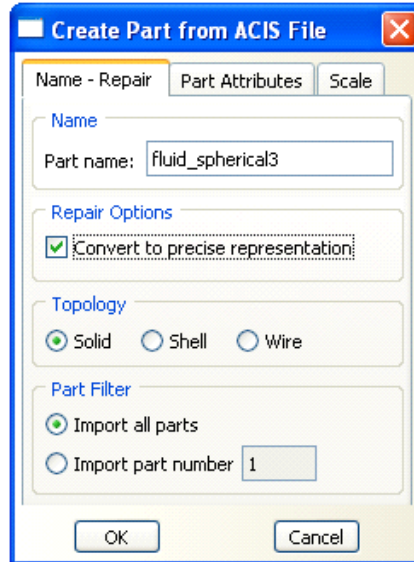 Create Part from ACIS File
Name - Repair Part Attributes Scale
Name
Part name: fluid_spherical3
Repair Options
Convert to precise representation
Topology
Solid Shell Wire
Part Filter
Import all parts
Import part number 1
OK Cancel